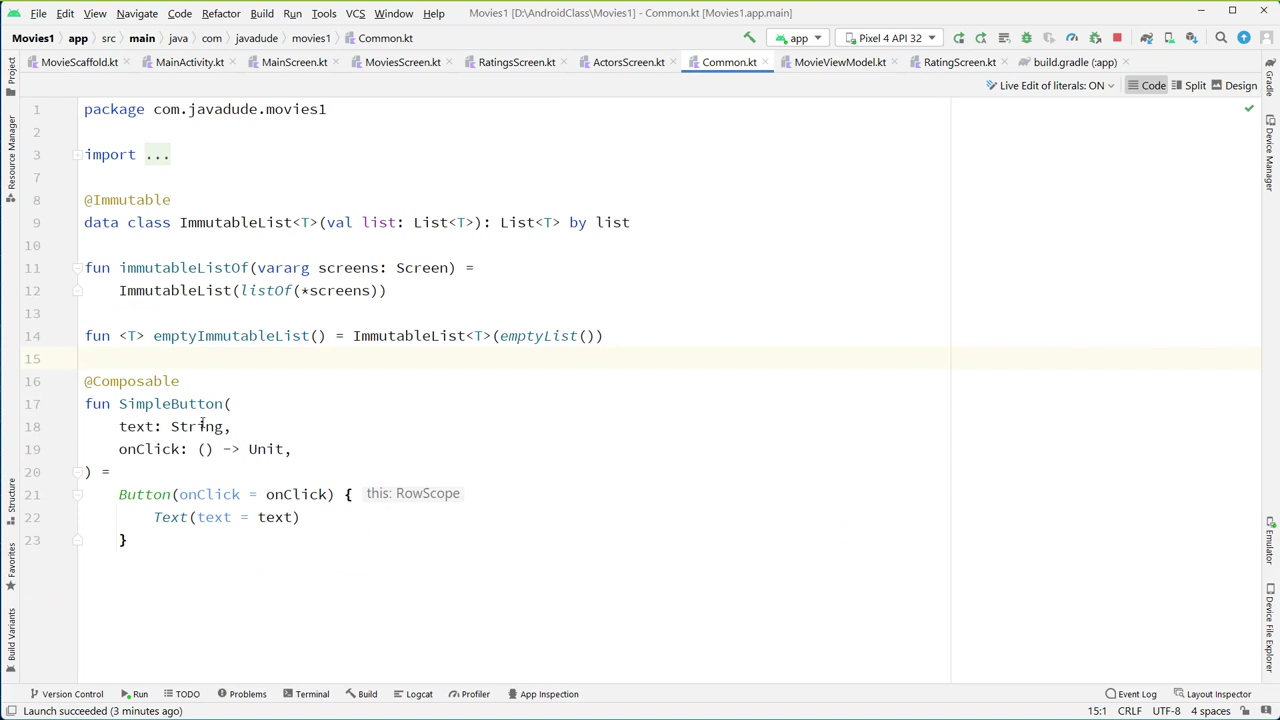 File Edit View Navigate Code Refactor Build Run Tools VCS Window Help Movies1 [D:\AndroidClass\Movies1] - Common.kt [Movies1.app.main]
Movies1 app src main java com javadude movies1 Common.kt app Pixel 4 API 32
MovieScaffold.kt MainActivity.kt MainScreen.kt MoviesScreen.kt RatingsScreen.kt ActorsScreen.kt Common.kt MovieViewModel.kt RatingScreen.kt build.gradle (app)
Live Edit of literals: ON Code Split Design
1 package com.javadude.movies1
2
3 import ...
7
8 @Immutable
9 data class ImmutableList<T>(val list: List<T>): List<T> by list
10
11 fun immutableListOf(vararg screens: Screen) =
12 ImmutableList(listOf(*screens))
13
14 fun <T> emptyImmutableList() = ImmutableList<T>(emptyList())
15
16 @Composable
17 fun SimpleButton(
18 text: String,
19 onClick: () -> Unit,
20 ) =
21 Button(onClick = onClick) { this: RowScope
22 Text(text = text)
23 }
Project
Resource Manager
Structure
Favorites
Build Variants
Gradle
Device Manager
Emulator
Device File Explorer
Version Control Run TODO Problems Terminal Build Logcat Profiler App Inspection Event Log Layout Inspector
Launch succeeded (3 minutes ago) 15:1 CRLF UTF-8 4 spaces